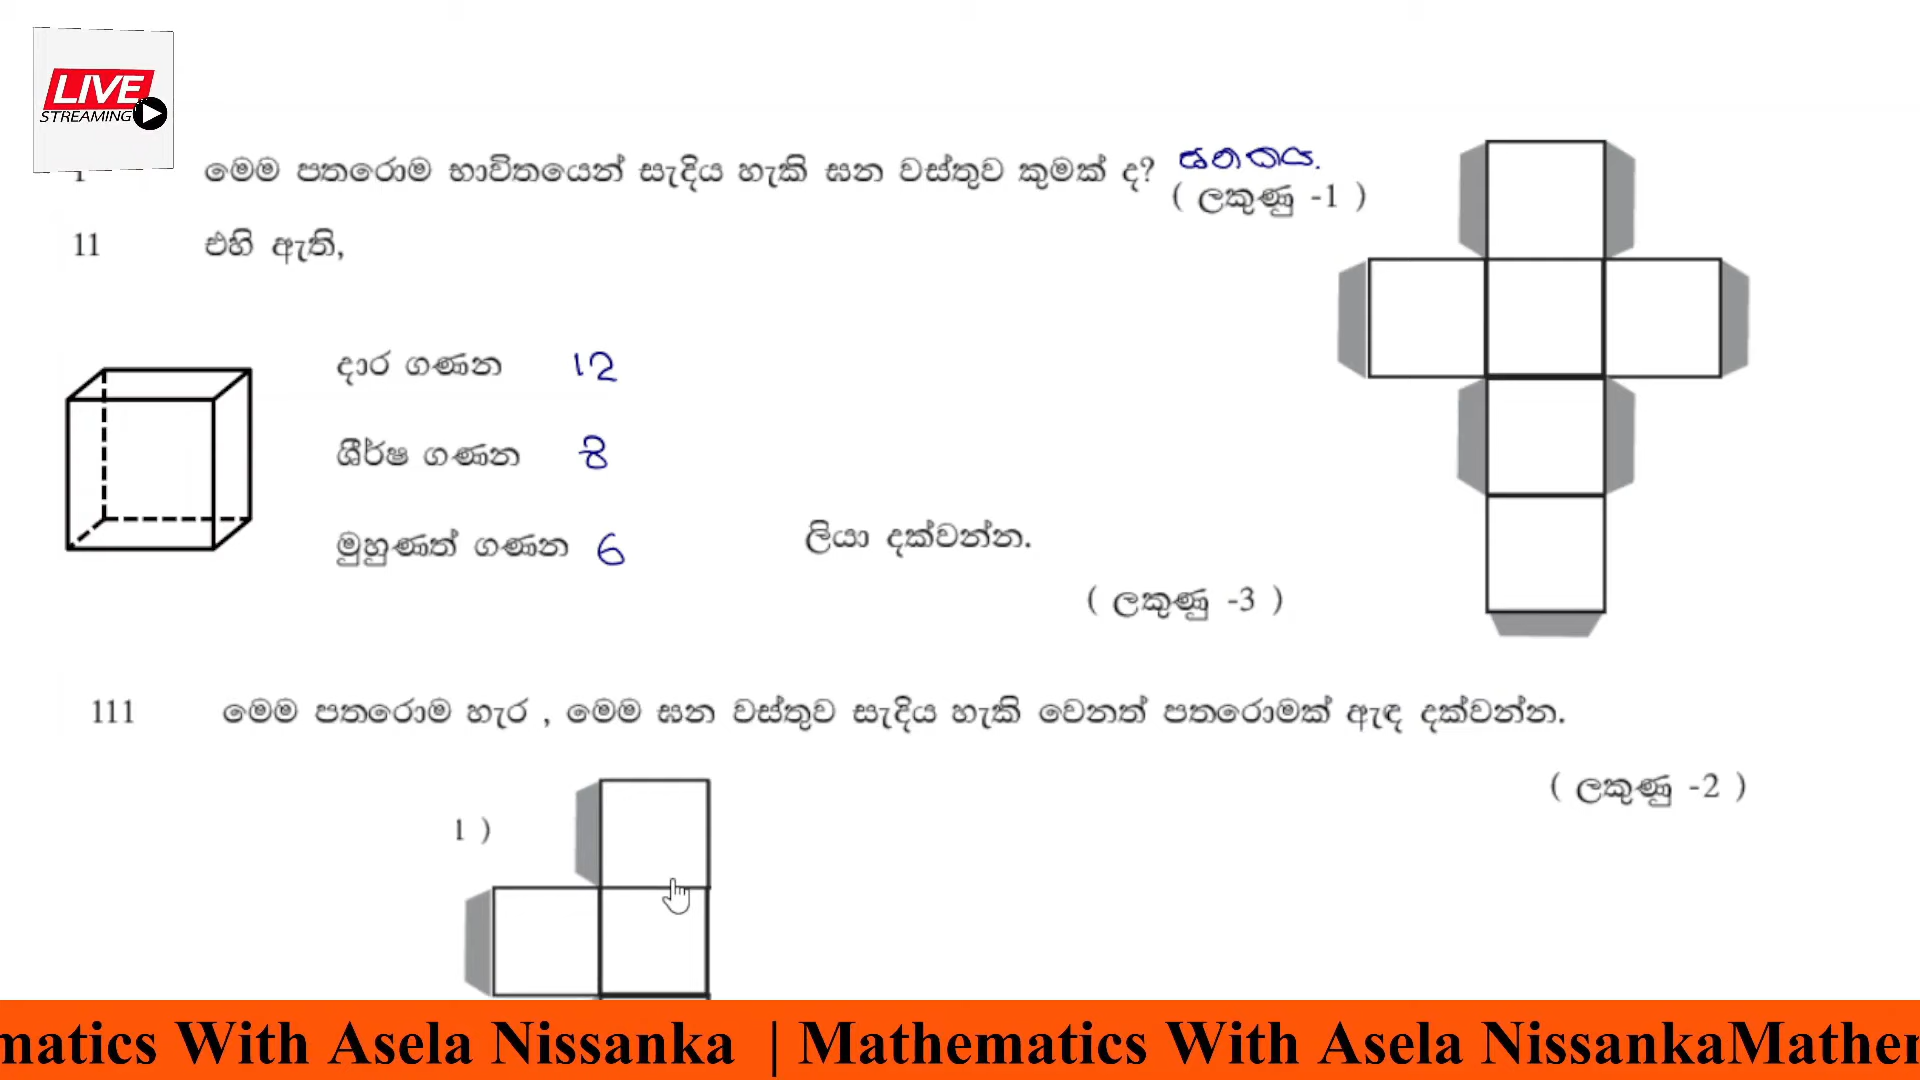 LIVE
STREAMING
මෙම පතරොම භාවිතයෙන් සැදිය හැකි ඝන වස්තුව කුමක් ද? ඝනකය.
( ලකුණු -1 )
11 එහි ඇති,
දාර ගණන 12
ශීර්ෂ ගණන 8
මුහුණත් ගණන 6 ලියා දක්වන්න.
( ලකුණු -3 )
111 මෙම පතරොම හැර , මෙම ඝන වස්තුව සැදිය හැකි වෙනත් පතරොමක් ඇඳ දක්වන්න.
( ලකුණු -2 )
1 )
matics With Asela Nissanka | Mathematics With Asela NissankaMather